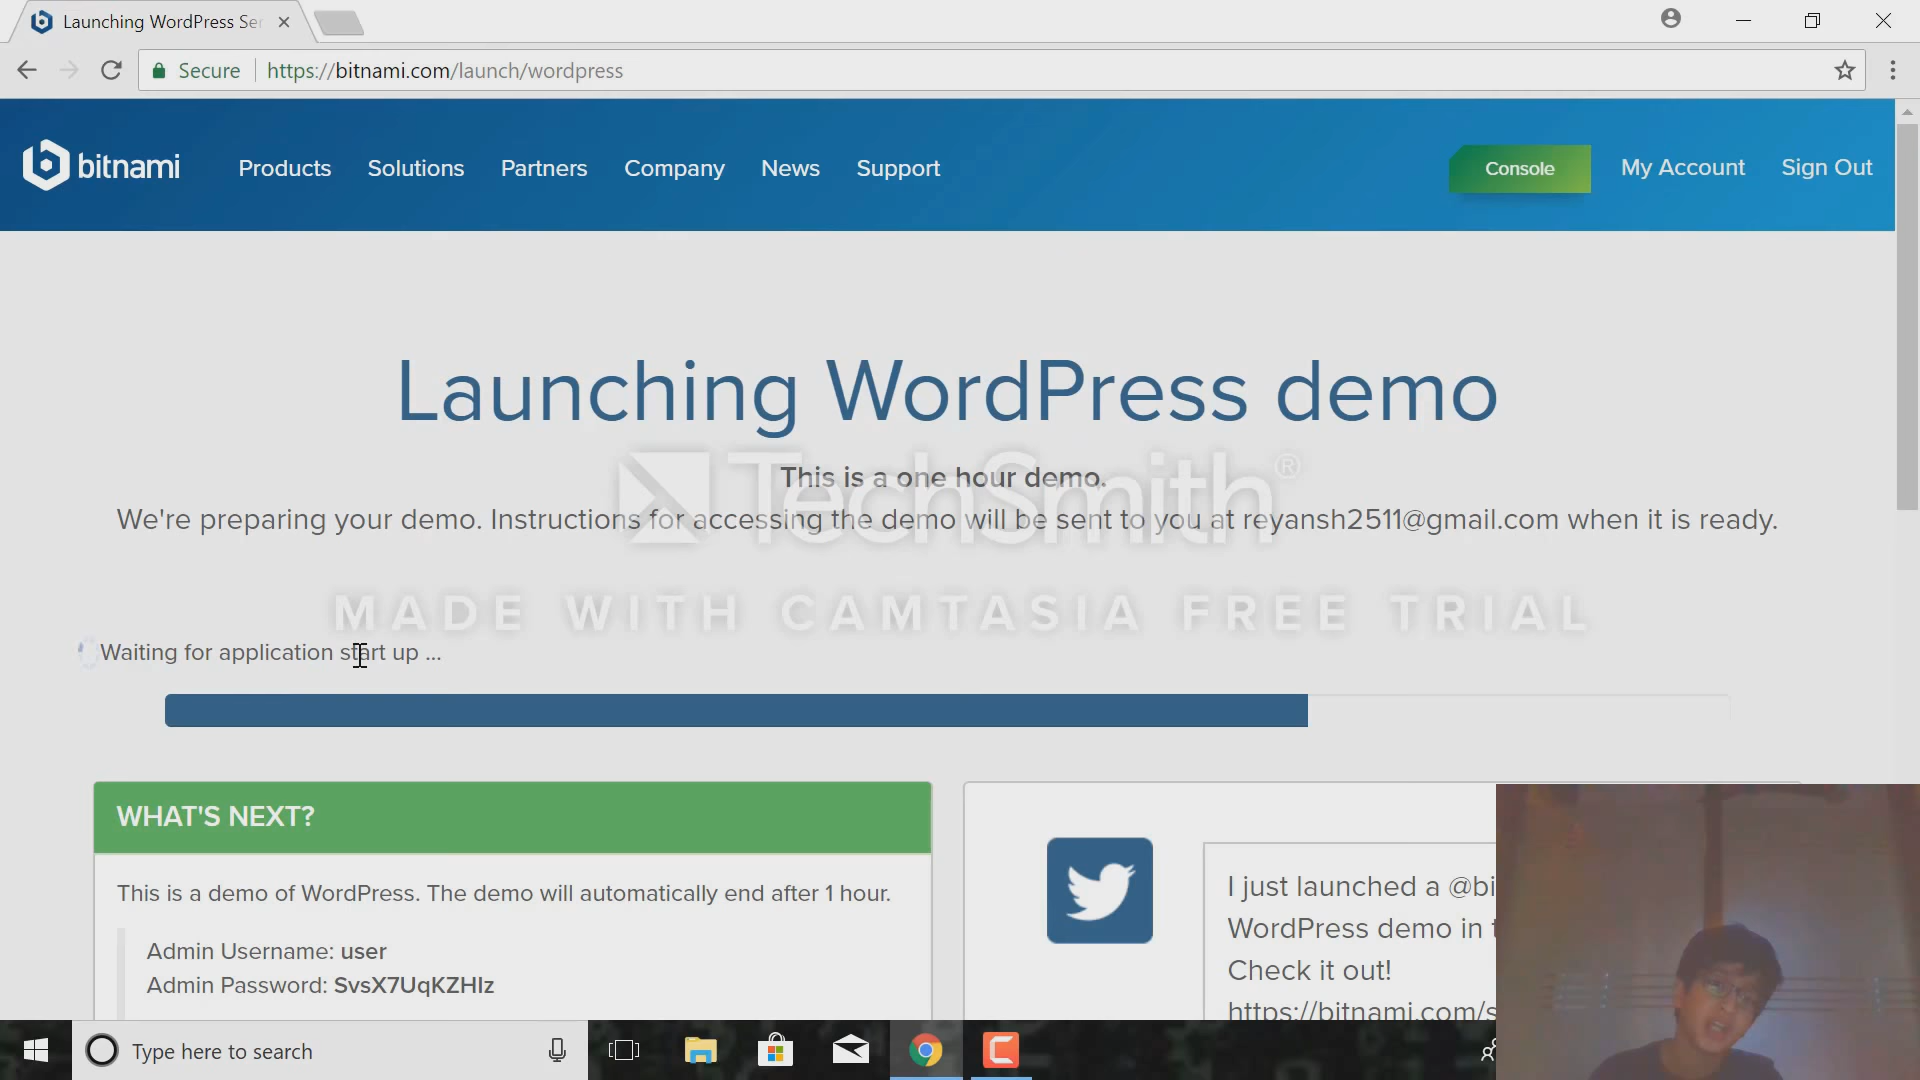 Launching WordPress Se
Secure
https://bitnami.com/launch/wordpress
bitnami
Products
Solutions
Partners
Company
News
Support
Console
My Account
Sign Out
Launching WordPress demo
This is a one hour demo.
TechSmith®
We're preparing your demo. Instructions for accessing the demo will be sent to you at reyansh2511@gmail.com when it is ready.
MADE WITH CAMTASIA FREE TRIAL
Waiting for application start up ...
WHAT'S NEXT?
This is a demo of WordPress. The demo will automatically end after 1 hour.
Admin Username: user
Admin Password: SvsX7UqKZHIz
I just launched a @bi
WordPress demo in t
Check it out!
https://bitnami.com/s
Type here to search